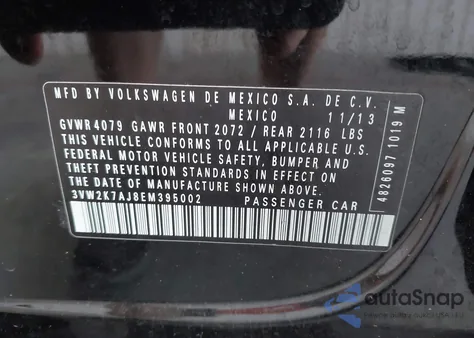 MFD BY VOLKSWAGEN DE MEXICO S.A. DE C.V.
MEXICO 11/13
GVWR 4079 GAWR FRONT 2072 / REAR 2116 LBS
THIS VEHICLE CONFORMS TO ALL APPLICABLE U.S.
FEDERAL MOTOR VEHICLE SAFETY, BUMPER AND
THEFT PREVENTION STANDARDS IN EFFECT ON
THE DATE OF MANUFACTURE SHOWN ABOVE.
3VW2K7AJ8EM395002 PASSENGER CAR
4826097 1019 M
autoSnap